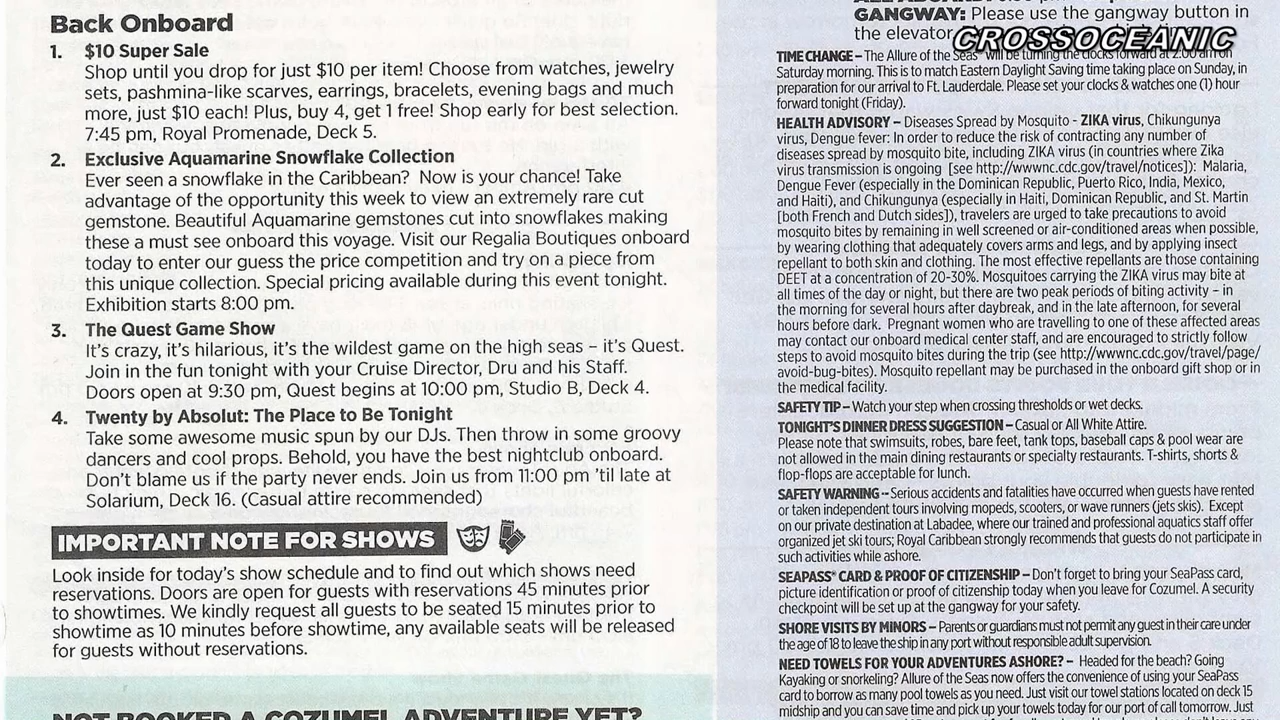 Back Onboard
1. $10 Super Sale
Shop until you drop for just $10 per item! Choose from watches, jewelry
sets, pashmina-like scarves, earrings, bracelets, evening bags and much
more, just $10 each! Plus, buy 4, get 1 free! Shop early for best selection.
7:45 pm, Royal Promenade, Deck 5.
2. Exclusive Aquamarine Snowflake Collection
Ever seen a snowflake in the Caribbean? Now is your chance! Take
advantage of the opportunity this week to view an extremely rare cut
gemstone. Beautiful Aquamarine gemstones cut into snowflakes making
these a must see onboard this voyage. Visit our Regalia Boutiques onboard
today to enter our guess the price competition and try on a piece from
this unique collection. Special pricing available during this event tonight.
Exhibition starts 8:00 pm.
3. The Quest Game Show
It's crazy, it's hilarious, it's the wildest game on the high seas – it's Quest.
Join in the fun tonight with your Cruise Director, Dru and his Staff.
Doors open at 9:30 pm, Quest begins at 10:00 pm, Studio B, Deck 4.
4. Twenty by Absolut: The Place to Be Tonight
Take some awesome music spun by our DJs. Then throw in some groovy
dancers and cool props. Behold, you have the best nightclub onboard.
Don't blame us if the party never ends. Join us from 11:00 pm 'til late at
Solarium, Deck 16. (Casual attire recommended)
IMPORTANT NOTE FOR SHOWS
Look inside for today's show schedule and to find out which shows need
reservations. Doors are open for guests with reservations 45 minutes prior
to showtimes. We kindly request all guests to be seated 15 minutes prior to
showtime as 10 minutes before showtime, any available seats will be released
for guests without reservations.
NOT BOOKED A COZUMEL ADVENTURE YET?
GANGWAY: Please use the gangway button in
the elevator
CROSSOCEANIC
TIME CHANGE – The Allure of the Seas® will be turning the clocks forward at 2:00 am on
Saturday morning. This is to match Eastern Daylight Saving time taking place on Sunday, in
preparation for our arrival to Ft. Lauderdale. Please set your clocks & watches one (1) hour
forward tonight (Friday).
HEALTH ADVISORY – Diseases Spread by Mosquito - ZIKA virus, Chikungunya
virus, Dengue fever: In order to reduce the risk of contracting any number of
diseases spread by mosquito bite, including ZIKA virus (in countries where Zika
virus transmission is ongoing [see http://wwwnc.cdc.gov/travel/notices]): Malaria,
Dengue Fever (especially in the Dominican Republic, Puerto Rico, India, Mexico,
and Haiti), and Chikungunya (especially in Haiti, Dominican Republic, and St. Martin
[both French and Dutch sides]), travelers are urged to take precautions to avoid
mosquito bites by remaining in well screened or air-conditioned areas when possible,
by wearing clothing that adequately covers arms and legs, and by applying insect
repellant to both skin and clothing. The most effective repellants are those containing
DEET at a concentration of 20-30%. Mosquitoes carrying the ZIKA virus may bite at
all times of the day or night, but there are two peak periods of biting activity – in
the morning for several hours after daybreak, and in the late afternoon, for several
hours before dark. Pregnant women who are travelling to one of these affected areas
may contact our onboard medical center staff, and are encouraged to strictly follow
steps to avoid mosquito bites during the trip (see http://wwwnc.cdc.gov/travel/page/
avoid-bug-bites). Mosquito repellant may be purchased in the onboard gift shop or in
the medical facility.
SAFETY TIP – Watch your step when crossing thresholds or wet decks.
TONIGHT'S DINNER DRESS SUGGESTION – Casual or All White Attire.
Please note that swimsuits, robes, bare feet, tank tops, baseball caps & pool wear are
not allowed in the main dining restaurants or specialty restaurants. T-shirts, shorts &
flop-flops are acceptable for lunch.
SAFETY WARNING -- Serious accidents and fatalities have occurred when guests have rented
or taken independent tours involving mopeds, scooters, or wave runners (jets skis). Except
on our private destination at Labadee, where our trained and professional aquatics staff offer
organized jet ski tours; Royal Caribbean strongly recommends that guests do not participate in
such activities while ashore.
SEAPASS® CARD & PROOF OF CITIZENSHIP – Don't forget to bring your SeaPass card,
picture identification or proof of citizenship today when you leave for Cozumel. A security
checkpoint will be set up at the gangway for your safety.
SHORE VISITS BY MINORS – Parents or guardians must not permit any guest in their care under
the age of 18 to leave the ship in any port without responsible adult supervision.
NEED TOWELS FOR YOUR ADVENTURES ASHORE? – Headed for the beach? Going
Kayaking or snorkeling? Allure of the Seas now offers the convenience of using your SeaPass
card to borrow as many pool towels as you need. Just visit our towel stations located on deck 15
midship and you can save time and pick up your towels today for our port of call tomorrow. Just